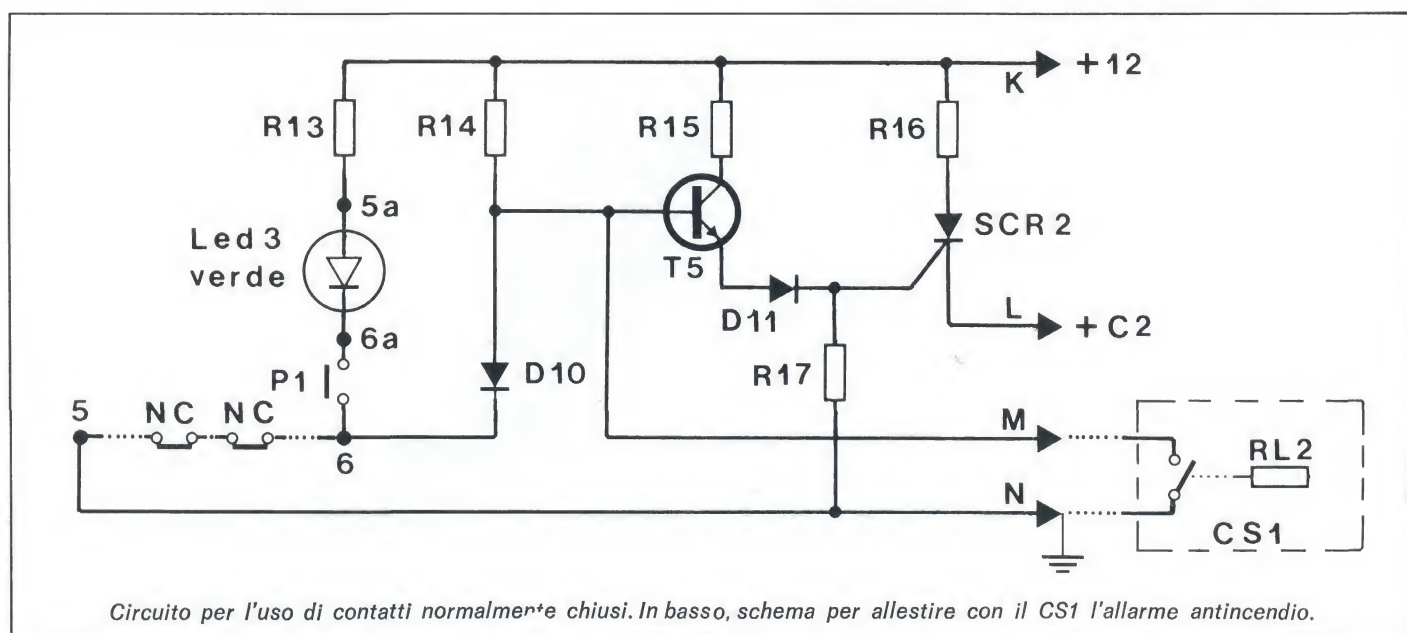 K
+12
R13
R14
R15
R16
5a
Led 3
verde
T5
SCR 2
6a
D11
L
+ C2
P1
D10
R17
5
NC
NC
6
M
RL2
N
CS1
Circuito per l'uso di contatti normalmente chiusi. In basso, schema per allestire con il CS1 l'allarme antincendio.